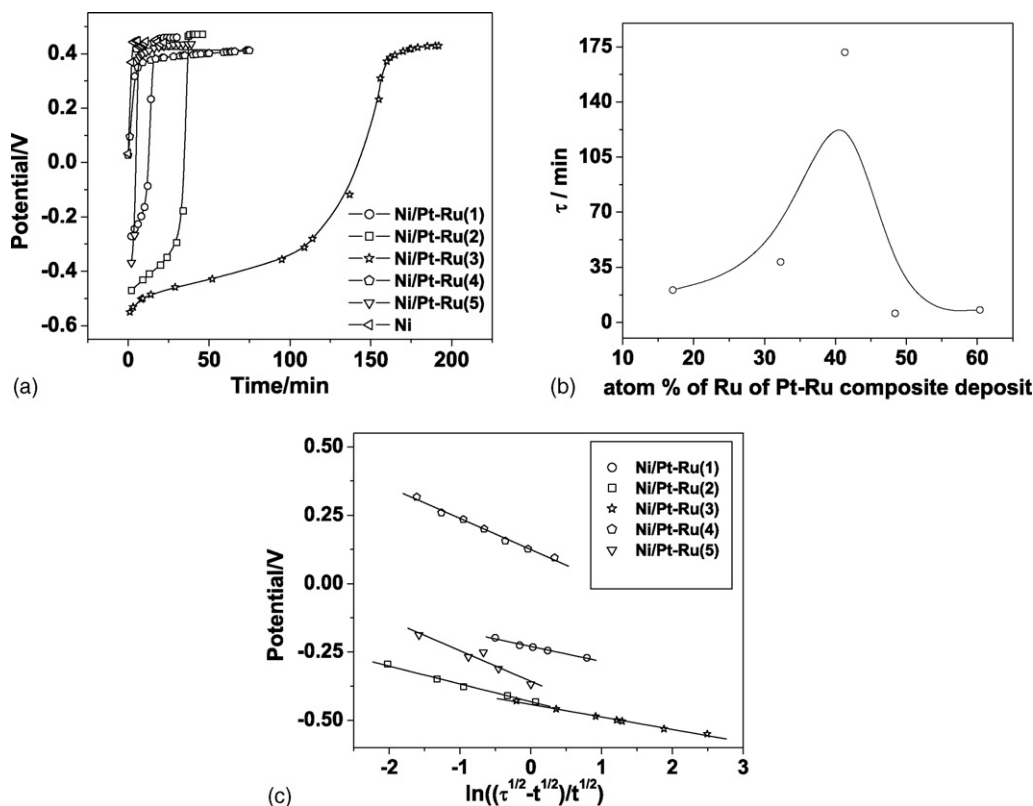 0.4
0.2
0.0
-0.2
-0.4
-0.6
Potential/V
Ni/Pt-Ru(1)
Ni/Pt-Ru(2)
Ni/Pt-Ru(3)
Ni/Pt-Ru(4)
Ni/Pt-Ru(5)
Ni
0 50 100 150 200
Time/min
(a)
175
140
105
70
35
0
τ / min
10 20 30 40 50 60 70
atom % of Ru of Pt-Ru composite deposit
(b)
0.50
0.25
0.00
-0.25
-0.50
Potential/V
Ni/Pt-Ru(1)
Ni/Pt-Ru(2)
Ni/Pt-Ru(3)
Ni/Pt-Ru(4)
Ni/Pt-Ru(5)
-2 -1 0 1 2 3
ln((τ^1/2-t^1/2)/t^1/2)
(c)